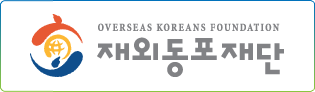 OVERSEAS KOREANS FOUNDATION
재외동포재단